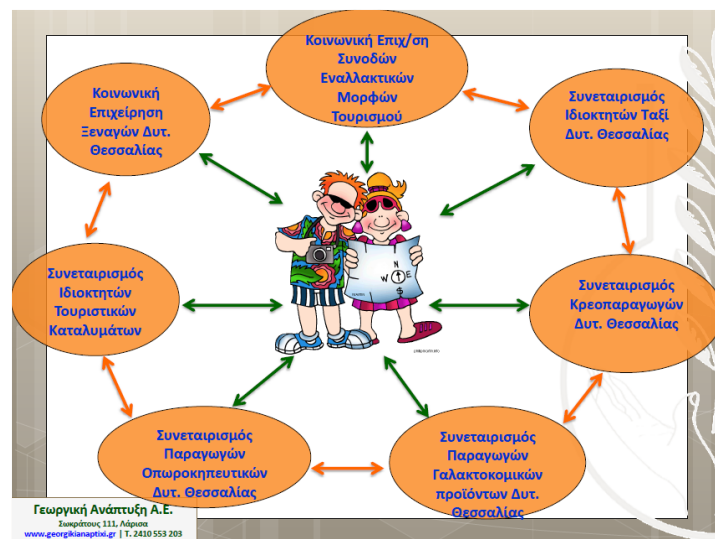 Κοινωνική Επιχ/ση
Συνοδών
Εναλλακτικών
Μορφών
Τουρισμού
Κοινωνική
Επιχείρηση
Ξεναγών Δυτ.
Θεσσαλίας
Συνεταιρισμός
Ιδιοκτητών Ταξί
Δυτ. Θεσσαλίας
Συνεταιρισμός
Ιδιοκτητών
Τουριστικών
Καταλυμάτων
N
W E
S
Συνεταιρισμός
Κρεοπαραγωγών
Δυτ. Θεσσαλίας
Συνεταιρισμός
Παραγωγών
Οπωροκηπευτικών
Δυτ. Θεσσαλίας
Συνεταιρισμός
Παραγωγών
Γαλακτοκομικών
προϊόντων Δυτ.
Θεσσαλίας
Γεωργική Ανάπτυξη Α.Ε.
Σωκράτους 111, Λάρισα
www.georgikianaptixi.gr | Τ. 2410 553 203